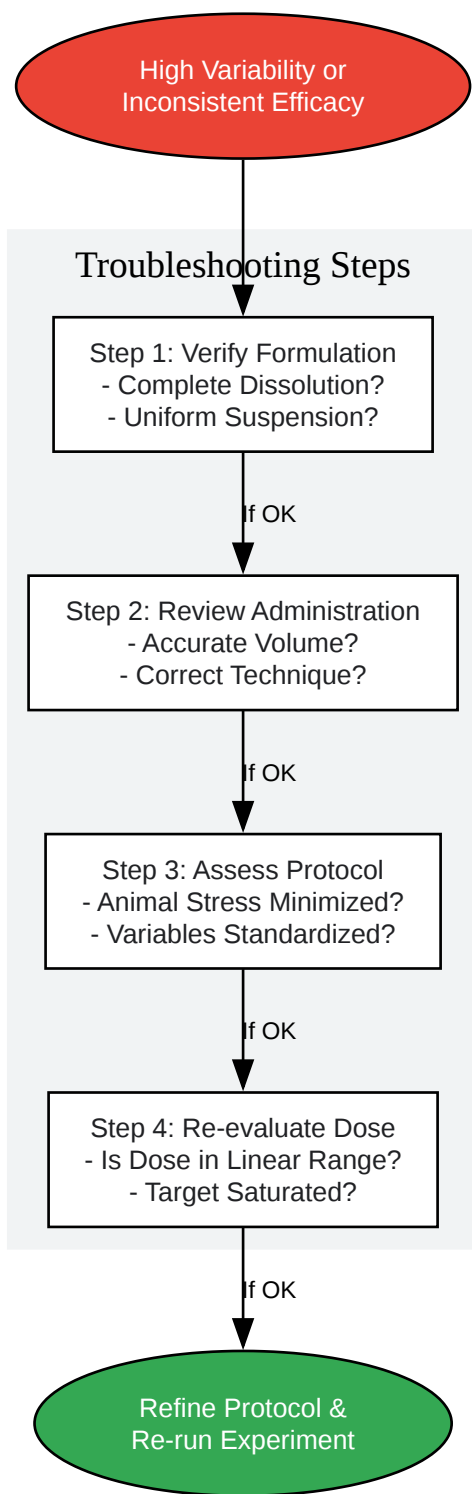 High Variability or
Inconsistent Efficacy
Troubleshooting Steps
Step 1: Verify Formulation
- Complete Dissolution?
- Uniform Suspension?
If OK
Step 2: Review Administration
- Accurate Volume?
- Correct Technique?
If OK
Step 3: Assess Protocol
- Animal Stress Minimized?
- Variables Standardized?
If OK
Step 4: Re-evaluate Dose
- Is Dose in Linear Range?
- Target Saturated?
If OK
Refine Protocol &
Re-run Experiment